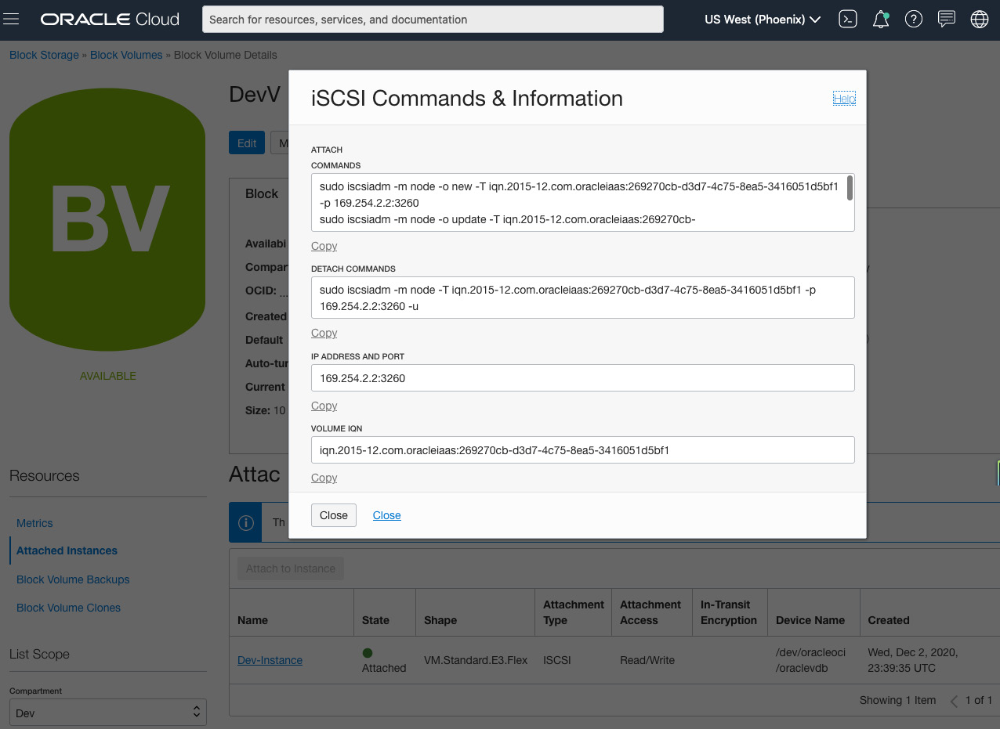 ORACLE Cloud
Search for resources, services, and documentation
US West (Phoenix)
Block Storage » Block Volumes » Block Volume Details
BV
AVAILABLE
DevV
Edit
M
Block
Availabi
Compar
OCID: ...
Created
Default
Auto-tur
Current
Size: 10
iSCSI Commands & Information
Help
ATTACH
COMMANDS
sudo iscsiadm -m node -o new -T iqn.2015-12.com.oracleiaas:269270cb-d3d7-4c75-8ea5-3416051d5bf1
-p 169.254.2.2:3260
sudo iscsiadm -m node -o update -T iqn.2015-12.com.oracleiaas:269270cb-
Copy
DETACH COMMANDS
sudo iscsiadm -m node -T iqn.2015-12.com.oracleiaas:269270cb-d3d7-4c75-8ea5-3416051d5bf1 -p
169.254.2.2:3260 -u
Copy
IP ADDRESS AND PORT
169.254.2.2:3260
Copy
VOLUME IQN
iqn.2015-12.com.oracleiaas:269270cb-d3d7-4c75-8ea5-3416051d5bf1
Copy
Close Close
Resources
Metrics
Attached Instances
Block Volume Backups
Block Volume Clones
List Scope
Compartment
Dev
Attac
Th
Attach to Instance
Name State Shape Attachment Type Attachment Access In-Transit Encryption Device Name Created
Dev-Instance Attached VM.Standard.E3.Flex ISCSI Read/Write /dev/oracleoci/oraclevdb Wed, Dec 2, 2020, 23:39:35 UTC
Showing 1 Item 1 of 1